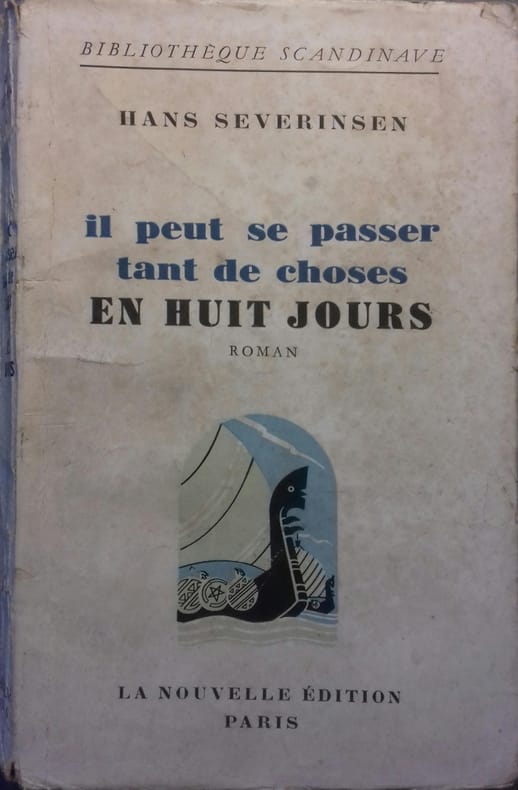 BIBLIOTHÈQUE SCANDINAVE
HANS SEVERINSEN
il peut se passer
tant de choses
EN HUIT JOURS
ROMAN
LA NOUVELLE ÉDITION
PARIS